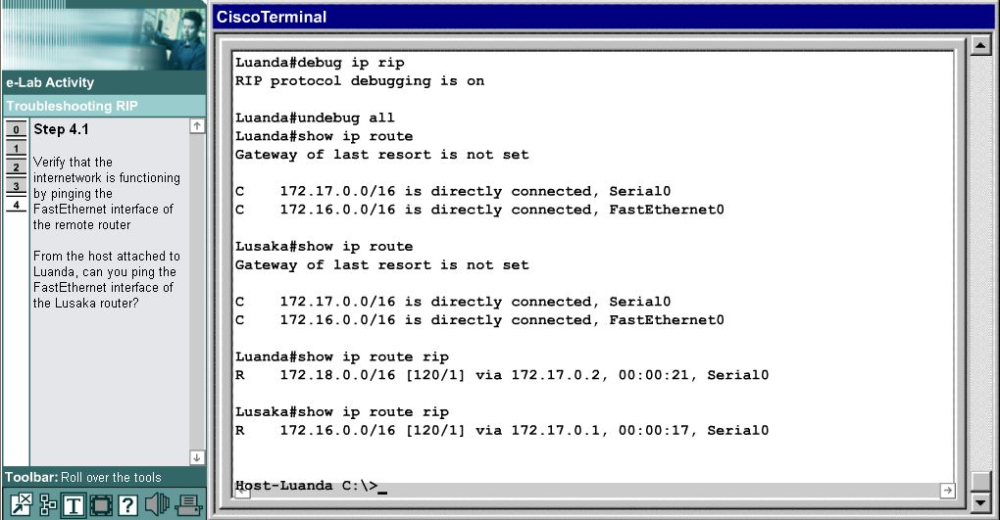 CiscoTerminal
e-Lab Activity
Troubleshooting RIP
0
1
2
3
4
Step 4.1
Verify that the
internetwork is functioning
by pinging the
FastEthernet interface of
the remote router
From the host attached to
Luanda, can you ping the
FastEthernet interface of
the Lusaka router?
Toolbar: Roll over the tools
T
?
Luanda#debug ip rip
RIP protocol debugging is on
Luanda#undebug all
Luanda#show ip route
Gateway of last resort is not set
C 172.17.0.0/16 is directly connected, Serial0
C 172.16.0.0/16 is directly connected, FastEthernet0
Lusaka#show ip route
Gateway of last resort is not set
C 172.17.0.0/16 is directly connected, Serial0
C 172.16.0.0/16 is directly connected, FastEthernet0
Luanda#show ip route rip
R 172.18.0.0/16 [120/1] via 172.17.0.2, 00:00:21, Serial0
Lusaka#show ip route rip
R 172.16.0.0/16 [120/1] via 172.17.0.1, 00:00:17, Serial0
Host-Luanda C:\>_